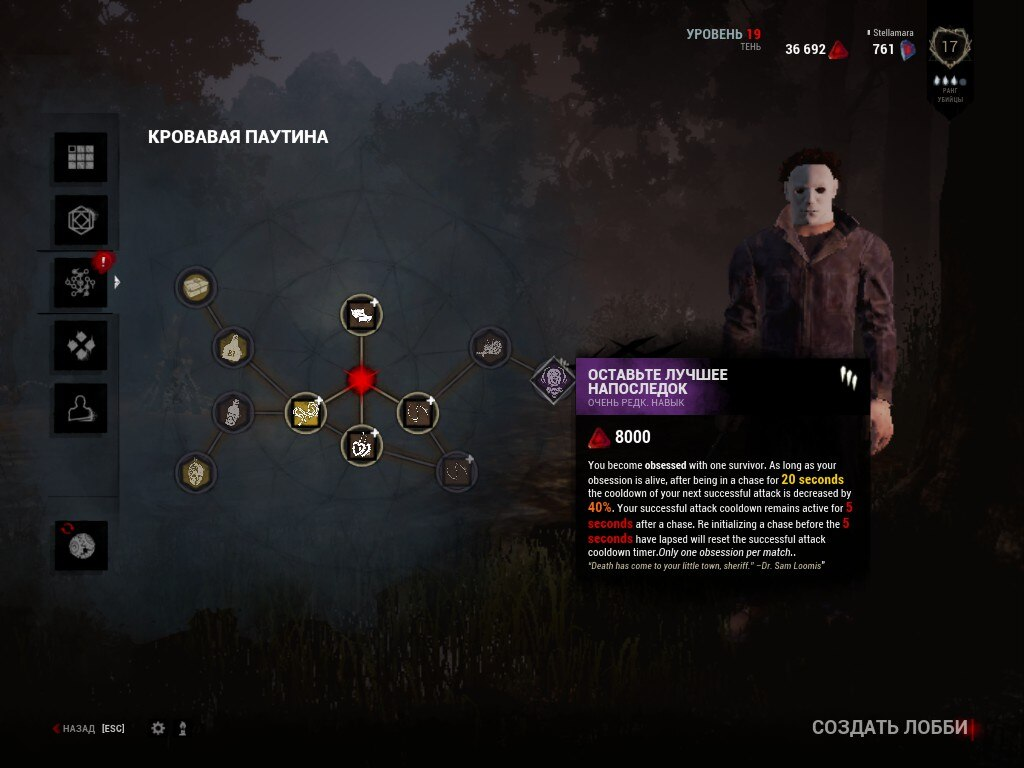 УРОВЕНЬ 19
ТЕНЬ
36 692
Stellamara
761
17
РАНГ
УБИЙЦЫ
КРОВАВАЯ ПАУТИНА
ОСТАВЬТЕ ЛУЧШЕЕ
НАПОСЛЕДОК
ОЧЕНЬ РЕДК. НАВЫК
8000
You become obsessed with one survivor. As long as your
obsession is alive, after being in a chase for 20 seconds
the cooldown of your next successful attack is decreased by
40%. Your successful attack cooldown remains active for 5
seconds after a chase. Re initializing a chase before the 5
seconds have lapsed will reset the successful attack
cooldown timer.Only one obsession per match..
"Death has come to your little town, sheriff." –Dr. Sam Loomis"
НАЗАД [ESC]
СОЗДАТЬ ЛОББИ